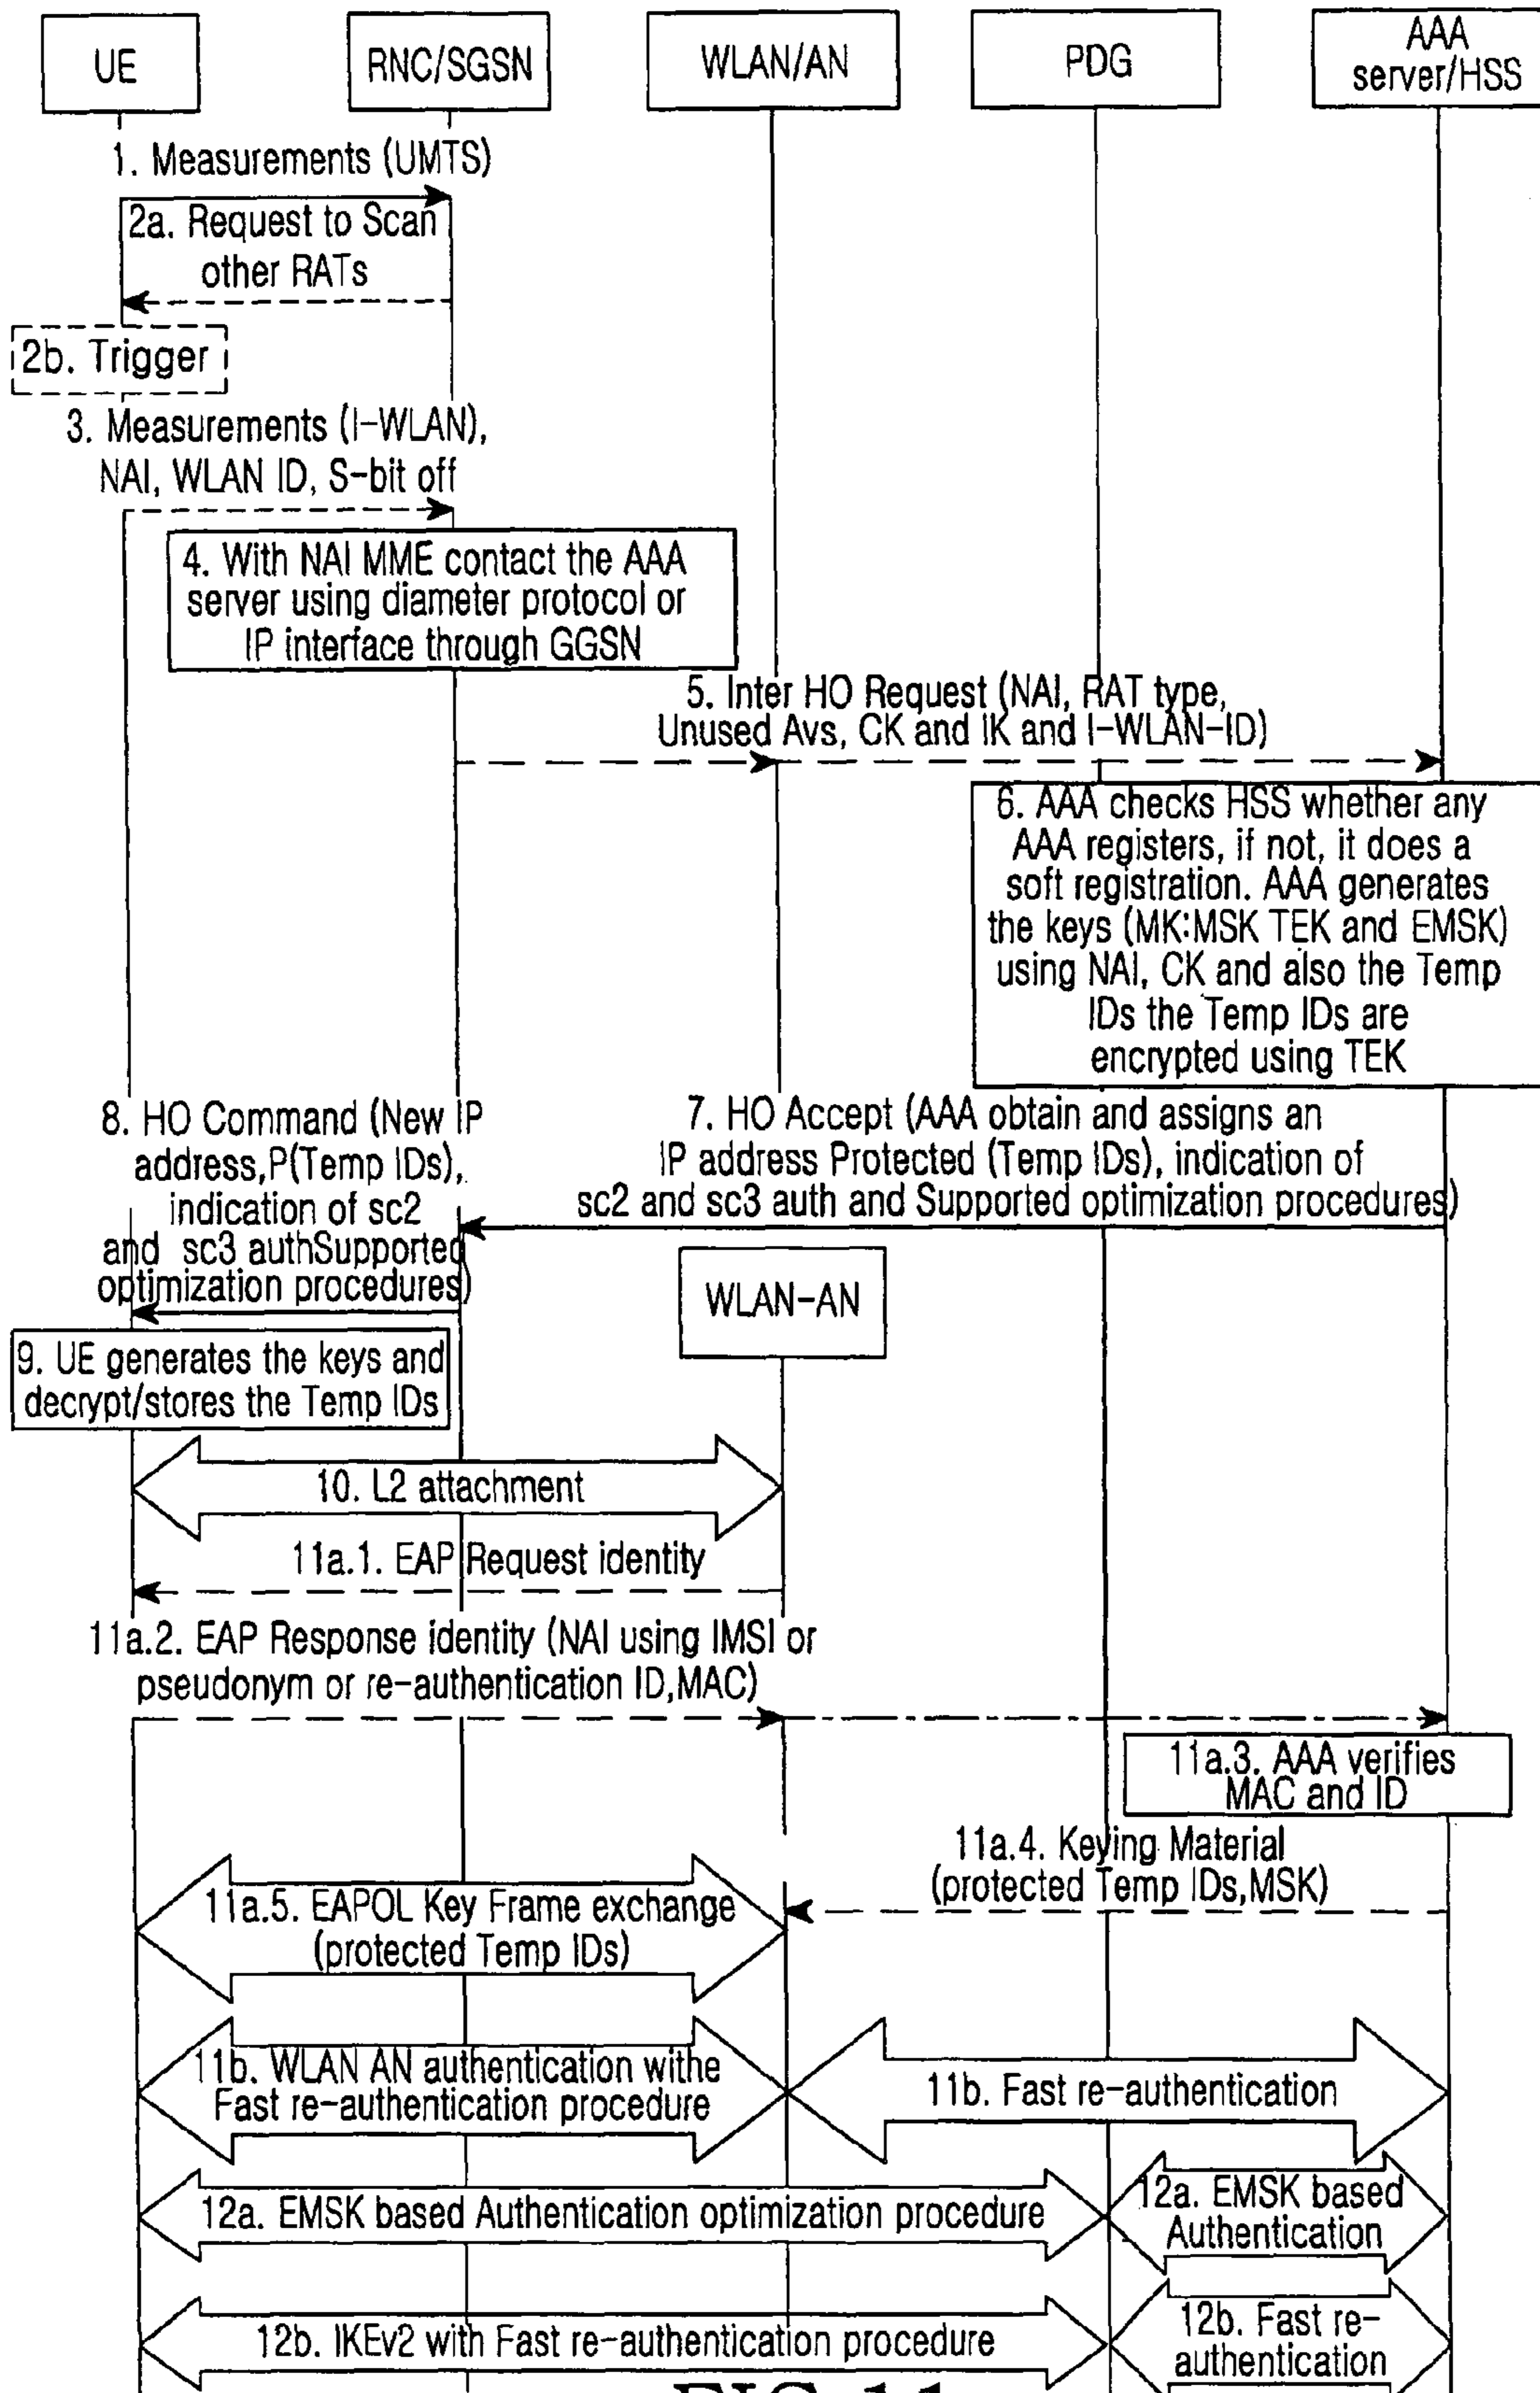 UE
RNC/SGSN
WLAN/AN
PDG
AAA
server/HSS
1. Measurements (UMTS)
2a. Request to Scan
other RATs
2b. Trigger
3. Measurements (I-WLAN),
NAI, WLAN ID, S-bit off
4. With NAI MME contact the AAA
server using diameter protocol or
IP interface through GGSN
5. Inter HO Request (NAI, RAT type,
Unused Avs, CK and IK and I-WLAN-ID)
6. AAA checks HSS whether any
AAA registers, if not, it does a
soft registration. AAA generates
the keys (MK:MSK TEK and EMSK)
using NAI, CK and also the Temp
IDs the Temp IDs are
encrypted using TEK
7. HO Accept (AAA obtain and assigns an
IP address Protected (Temp IDs), indication of
sc2 and sc3 auth and Supported optimization procedures)
8. HO Command (New IP
address,P(Temp IDs),
indication of sc2
and sc3 authSupported
optimization procedures)
WLAN-AN
9. UE generates the keys and
decrypt/stores the Temp IDs
10. L2 attachment
11a.1. EAP Request identity
11a.2. EAP Response identity (NAI using IMSI or
pseudonym or re-authentication ID,MAC)
11a.3. AAA verifies
MAC and ID
11a.4. Keying Material
(protected Temp IDs,MSK)
11a.5. EAPOL Key Frame exchange
(protected Temp IDs)
11b. WLAN AN authentication withe
Fast re-authentication procedure
11b. Fast re-authentication
12a. EMSK based Authentication optimization procedure
12a. EMSK based
Authentication
12b. IKEv2 with Fast re-authentication procedure
12b. Fast re-
authentication